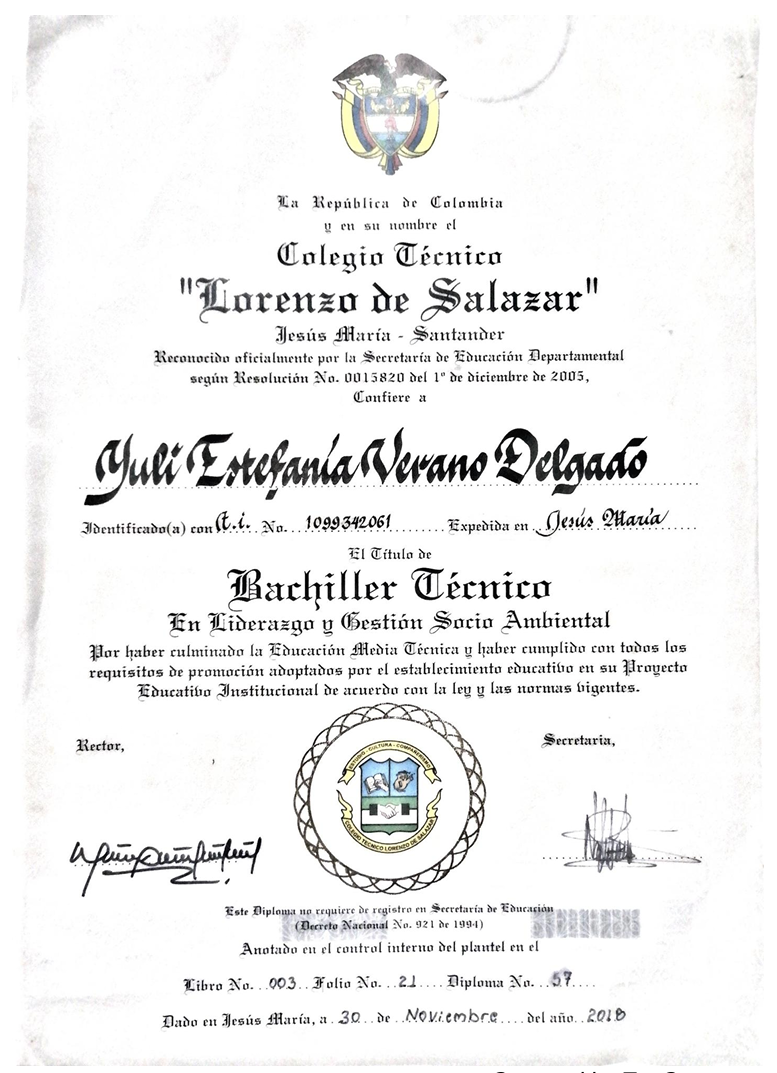 La República de Colombia
y en su nombre el
Colegio Técnico
"Lorenzo de Salazar"
Jesús María - Santander
Reconocido oficialmente por la Secretaría de Educación Departamental
según Resolución No. 0015820 del 1º de diciembre de 2005,
Confiere a
Yuli Estefanía Verano Delgado
Identificado(a) con t.i. No. 1099342061 Expedida en Jesús María
El Título de
Bachiller Técnico
En Liderazgo y Gestión Socio Ambiental
Por haber culminado la Educación Media Técnica y haber cumplido con todos los
requisitos de promoción adoptados por el establecimiento educativo en su Proyecto
Educativo Institucional de acuerdo con la ley y las normas vigentes.
Rector,
Secretaria,
ESTUDIO - CULTURA - COMPAÑERISMO
COLEGIO TECNICO LORENZO DE SALAZAR
Este Diploma no requiere de registro en Secretaría de Educación
(Decreto Nacional No. 921 de 1994)
Anotado en el control interno del plantel en el
Libro No. 003 Folio No. 21 Diploma No. 57
Dado en Jesús María, a 30 de Noviembre del año 2018